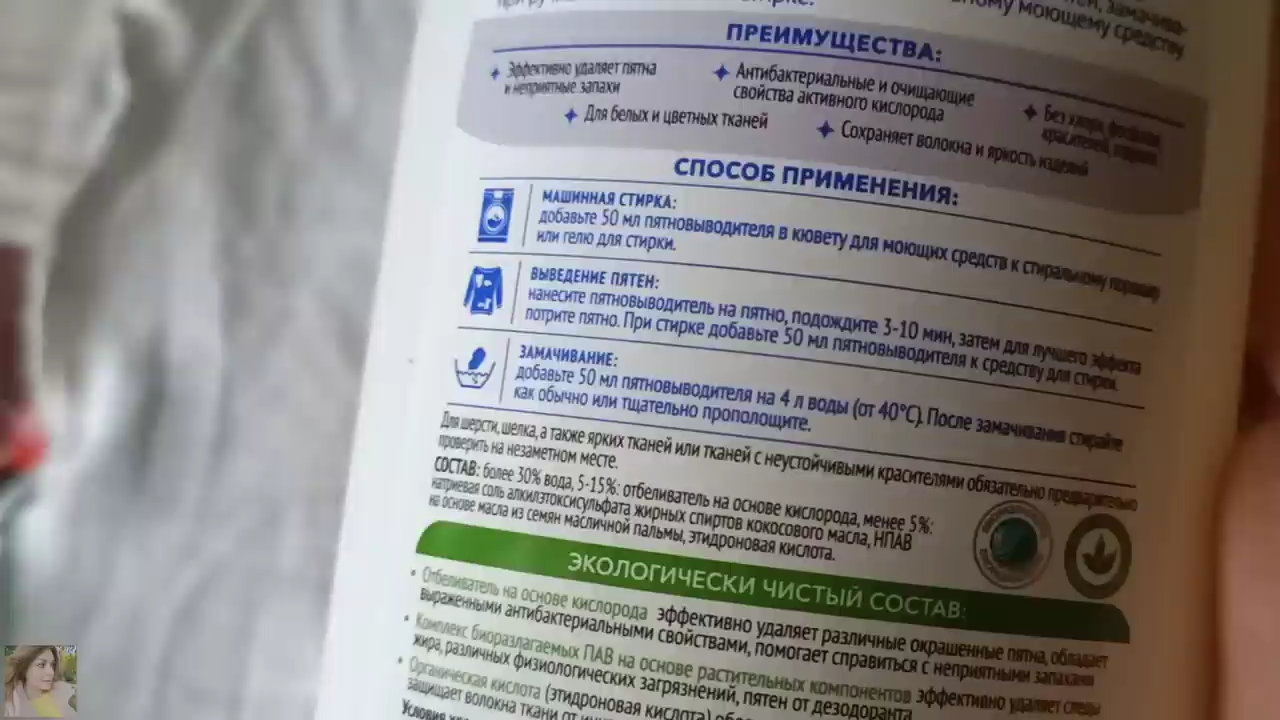 моющему средству
ПРЕИМУЩЕСТВА:
Эффективно удаляет пятна
и неприятные запахи
Антибактериальные и очищающие
свойства активного кислорода
Без хлора,
красителей,
Для белых и цветных тканей
Сохраняет волокна и яркость изделий
СПОСОБ ПРИМЕНЕНИЯ:
МАШИННАЯ СТИРКА:
добавьте 50 мл пятновыводителя в кювету для моющих средств к стиральному порошку
или гелю для стирки.
ВЫВЕДЕНИЕ ПЯТЕН:
нанесите пятновыводитель на пятно, подождите 3-10 мин, затем для лучшего эффекта
потрите пятно. При стирке добавьте 50 мл пятновыводителя к средству для стирки.
ЗАМАЧИВАНИЕ:
добавьте 50 мл пятновыводителя на 4 л воды (от 40°С). После замачивания стирайте
как обычно или тщательно прополощите.
Для шерсти, шелка, а также ярких тканей или тканей с неустойчивыми красителями обязательно предварительно
проверить на незаметном месте.
СОСТАВ: более 30% вода, 5-15%: отбеливатель на основе кислорода, менее 5%:
натриевая соль алкилэтоксисульфата жирных спиртов кокосового масла, НПАВ
на основе масла из семян масличной пальмы, этидроновая кислота.
ЭКОЛОГИЧЕСКИ ЧИСТЫЙ СОСТАВ:
• Отбеливатель на основе кислорода эффективно удаляет различные окрашенные пятна, обладает
выраженными антибактериальными свойствами, помогает справиться с неприятными запахами
• Комплекс биоразлагаемых ПАВ на основе растительных компонентов эффективно удаляет следы
жира, различных физиологических загрязнений, пятен от дезодоранта
• Органическая кислота (этидроновая кислота)
защищает волокна ткани от
Условия